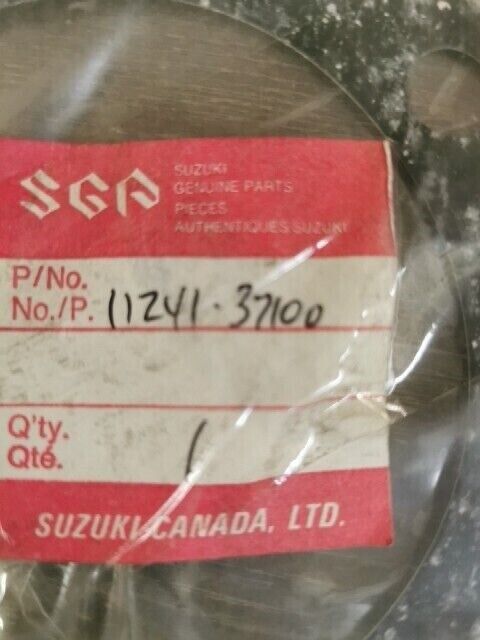 SGP
SUZUKI
GENUINE PARTS
PIECES
AUTHENTIQUES SUZUKI
P/No.
No./P. 11241-37100
Q'ty.
Qté. 1
SUZUKI CANADA, LTD.